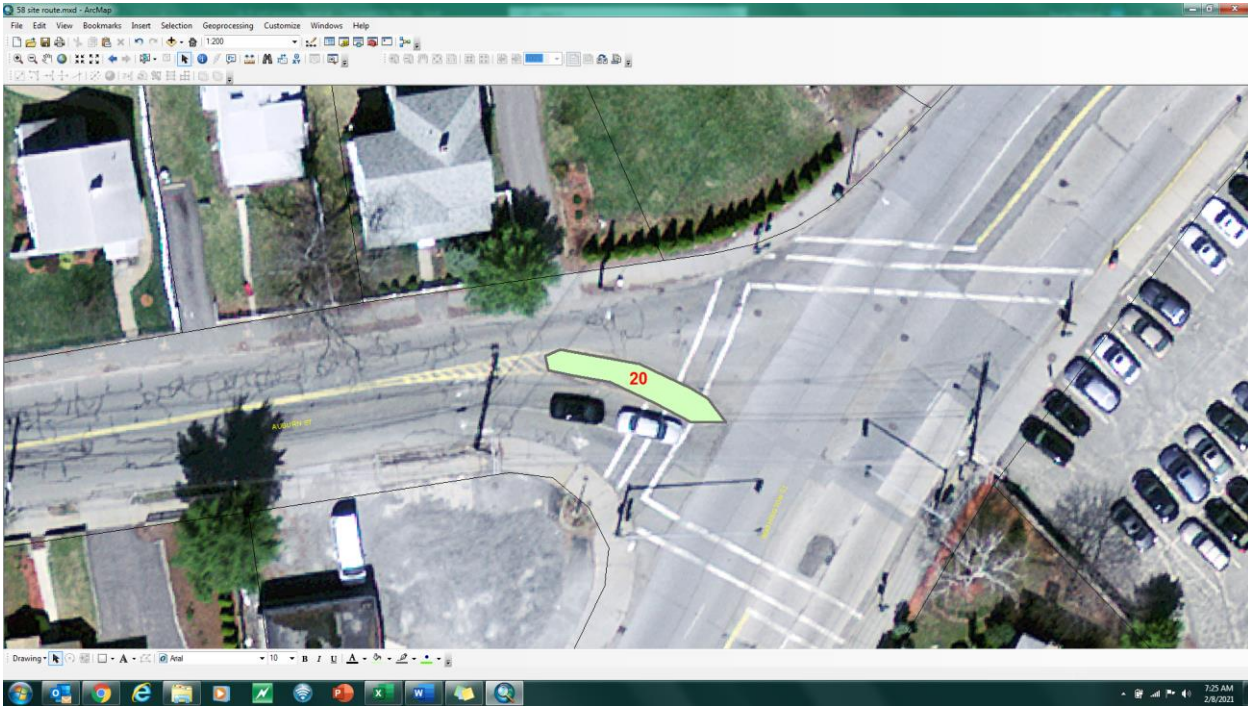 58 site route.mxd - ArcMap
File Edit View Bookmarks Insert Selection Geoprocessing Customize Windows Help
1:200
20
AUBURN ST
Drawing
A
Arial
10
B I U A
7:25 AM
2/8/2021